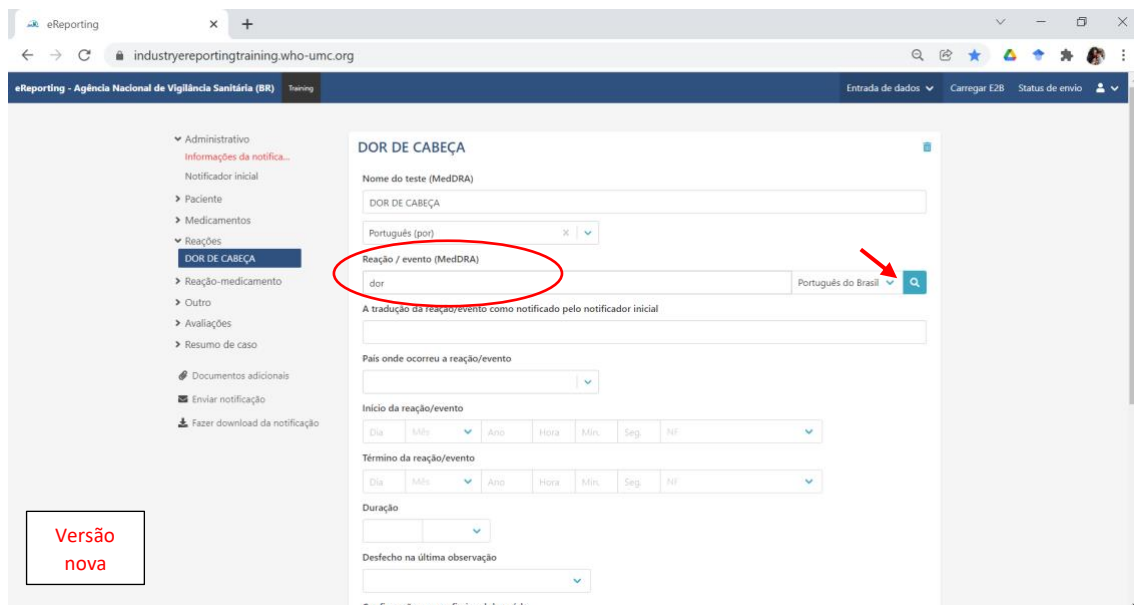 eReporting
industryereportingtraining.who-umc.org
eReporting - Agência Nacional de Vigilância Sanitária (BR) Training Entrada de dados Carregar E2B Status de envio
Administrativo
Informações da notifica...
Notificador inicial
Paciente
Medicamentos
Reações
DOR DE CABEÇA
Reação-medicamento
Outro
Avaliações
Resumo de caso
Documentos adicionais
Enviar notificação
Fazer download da notificação
DOR DE CABEÇA
Nome do teste (MedDRA)
DOR DE CABEÇA
Português (por)
Reação / evento (MedDRA)
dor Português do Brasil
A tradução da reação/evento como notificado pelo notificador inicial
País onde ocorreu a reação/evento
Início da reação/evento
Dia Mês Ano Hora Min. Seg. NI
Término da reação/evento
Dia Mês Ano Hora Min. Seg. NI
Duração
Desfecho na última observação
Versão
nova